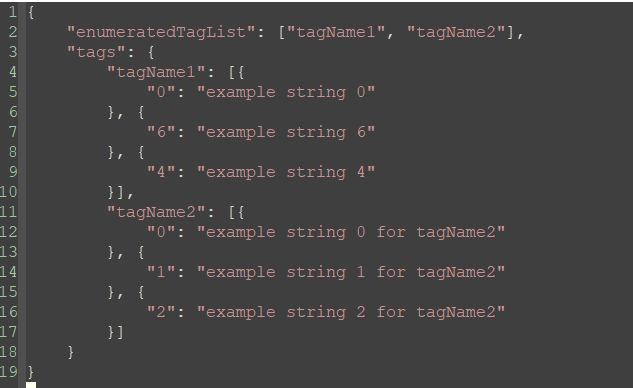 1 {
2     "enumeratedTagList": ["tagName1", "tagName2"],
3     "tags": {
4         "tagName1": [{
5             "0": "example string 0"
6         }, {
7             "6": "example string 6"
8         }, {
9             "4": "example string 4"
10         }],
11         "tagName2": [{
12             "0": "example string 0 for tagName2"
13         }, {
14             "1": "example string 1 for tagName2"
15         }, {
16             "2": "example string 2 for tagName2"
17         }]
18     }
19 }